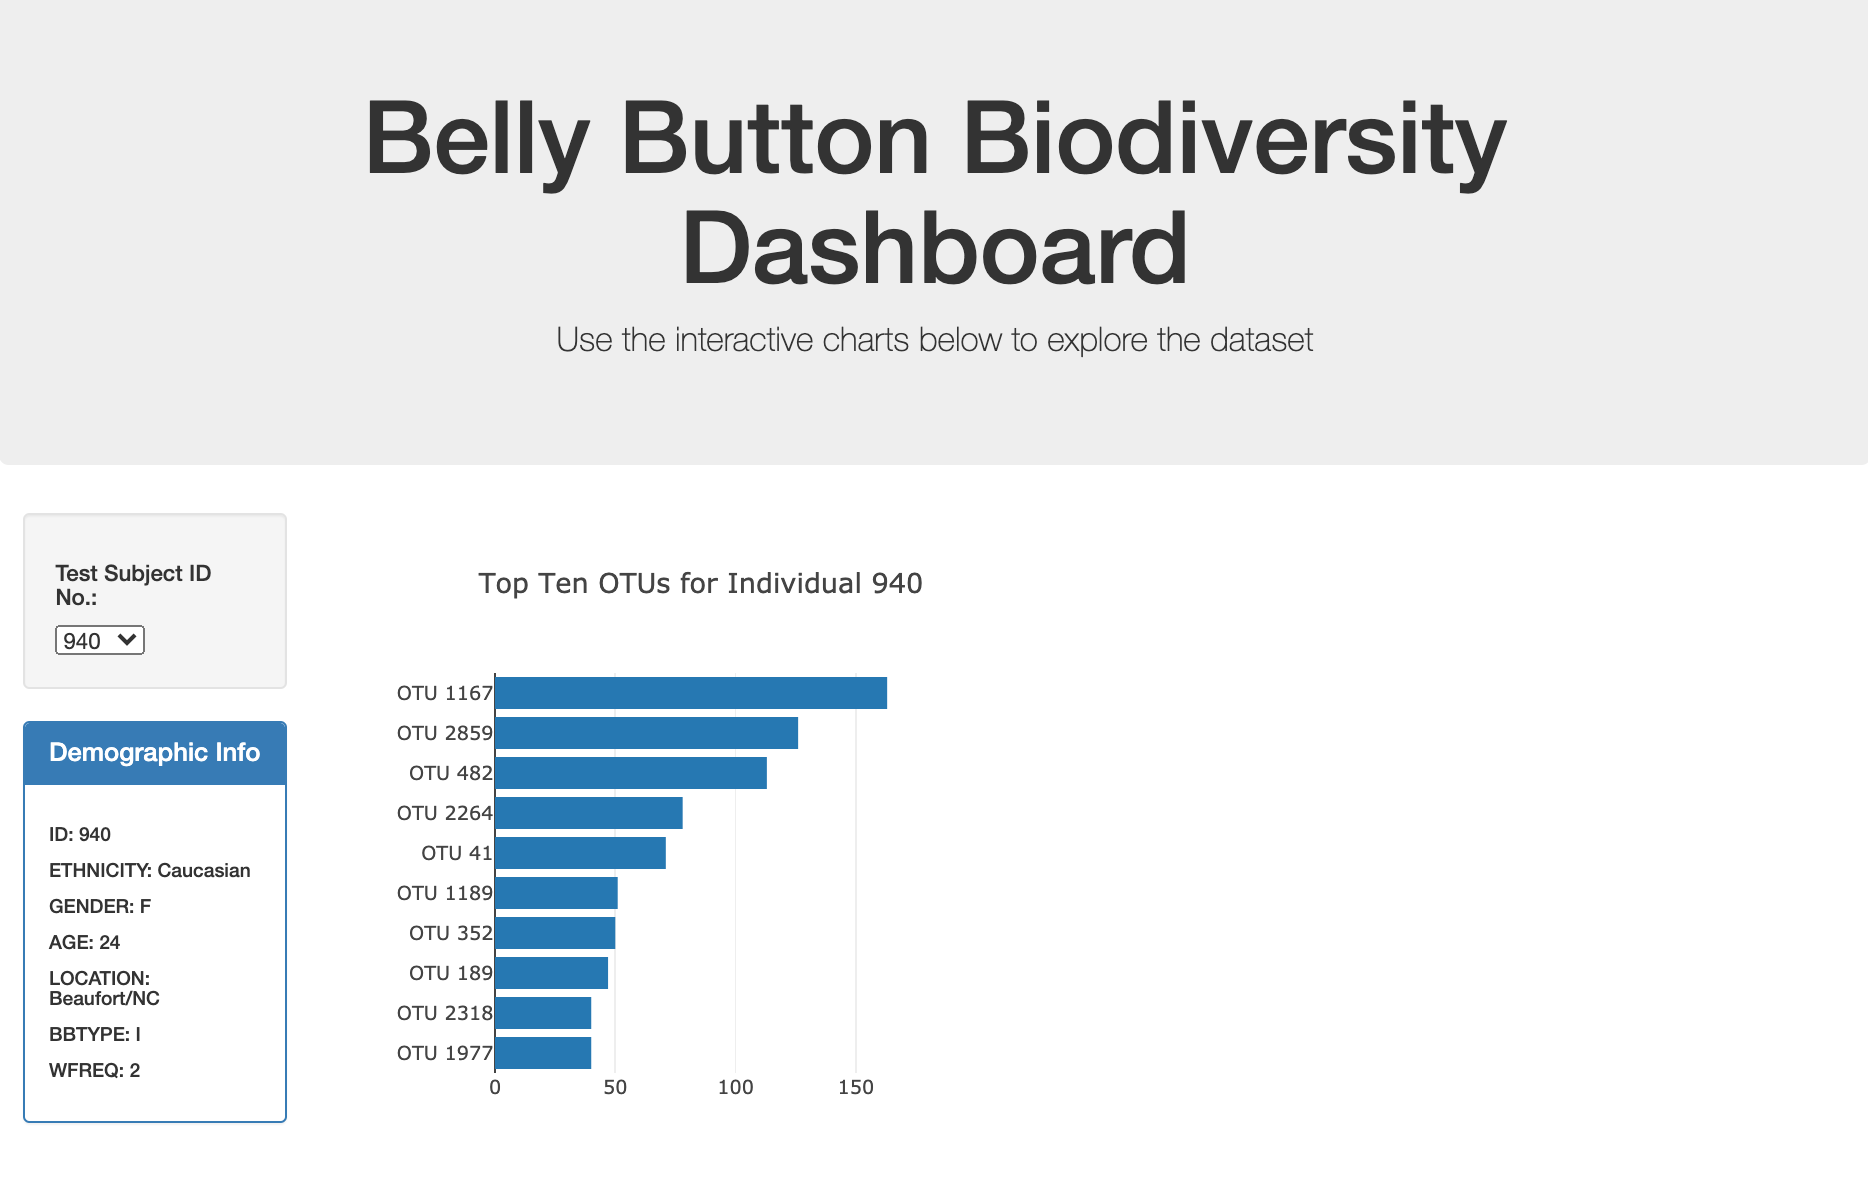 Belly Button Biodiversity
Dashboard
Use the interactive charts below to explore the dataset
Test Subject ID
No.:
940
Demographic Info
ID: 940
ETHNICITY: Caucasian
GENDER: F
AGE: 24
LOCATION:
Beaufort/NC
BBTYPE: I
WFREQ: 2
Top Ten OTUs for Individual 940
OTU 1167
OTU 2859
OTU 482
OTU 2264
OTU 41
OTU 1189
OTU 352
OTU 189
OTU 2318
OTU 1977
0 50 100 150